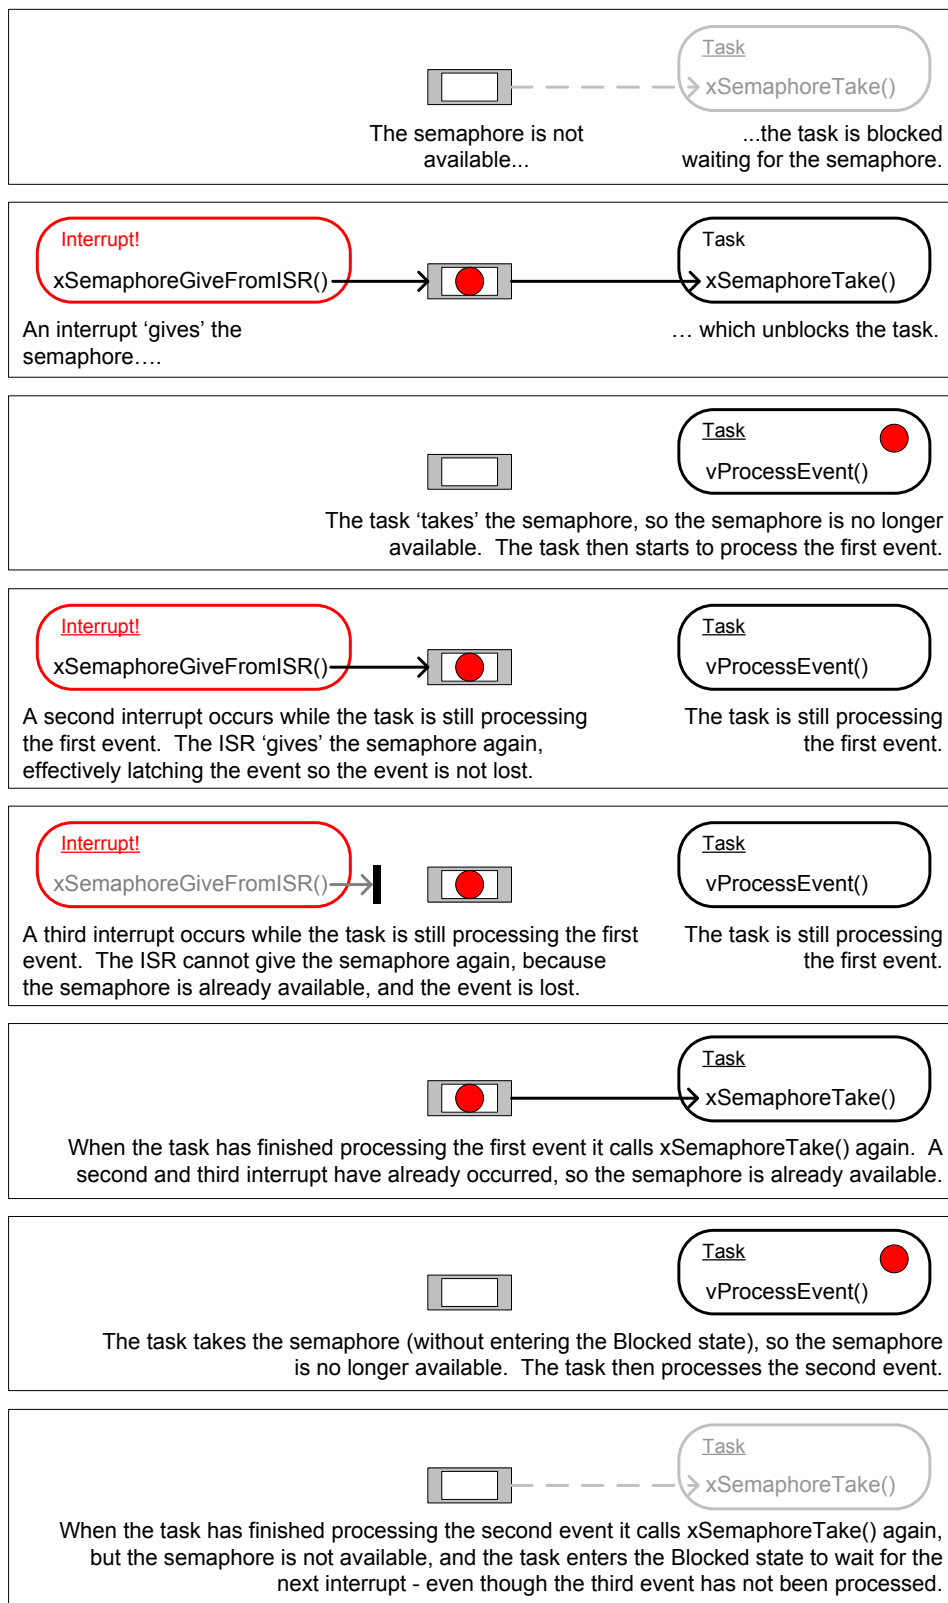 Task
xSemaphoreTake()
The semaphore is not
available...
...the task is blocked
waiting for the semaphore.
Interrupt!
xSemaphoreGiveFromISR()
Task
xSemaphoreTake()
An interrupt ‘gives’ the
semaphore….
… which unblocks the task.
Task
vProcessEvent()
The task ‘takes’ the semaphore, so the semaphore is no longer
available.  The task then starts to process the first event.
Interrupt!
xSemaphoreGiveFromISR()
Task
vProcessEvent()
A second interrupt occurs while the task is still processing
the first event.  The ISR ‘gives’ the semaphore again,
effectively latching the event so the event is not lost.
The task is still processing
the first event.
Interrupt!
xSemaphoreGiveFromISR()
Task
vProcessEvent()
A third interrupt occurs while the task is still processing the first
event.  The ISR cannot give the semaphore again, because
the semaphore is already available, and the event is lost.
The task is still processing
the first event.
Task
xSemaphoreTake()
When the task has finished processing the first event it calls xSemaphoreTake() again.  A
second and third interrupt have already occurred, so the semaphore is already available.
Task
vProcessEvent()
The task takes the semaphore (without entering the Blocked state), so the semaphore
is no longer available.  The task then processes the second event.
Task
xSemaphoreTake()
When the task has finished processing the second event it calls xSemaphoreTake() again,
but the semaphore is not available, and the task enters the Blocked state to wait for the
next interrupt - even though the third event has not been processed.